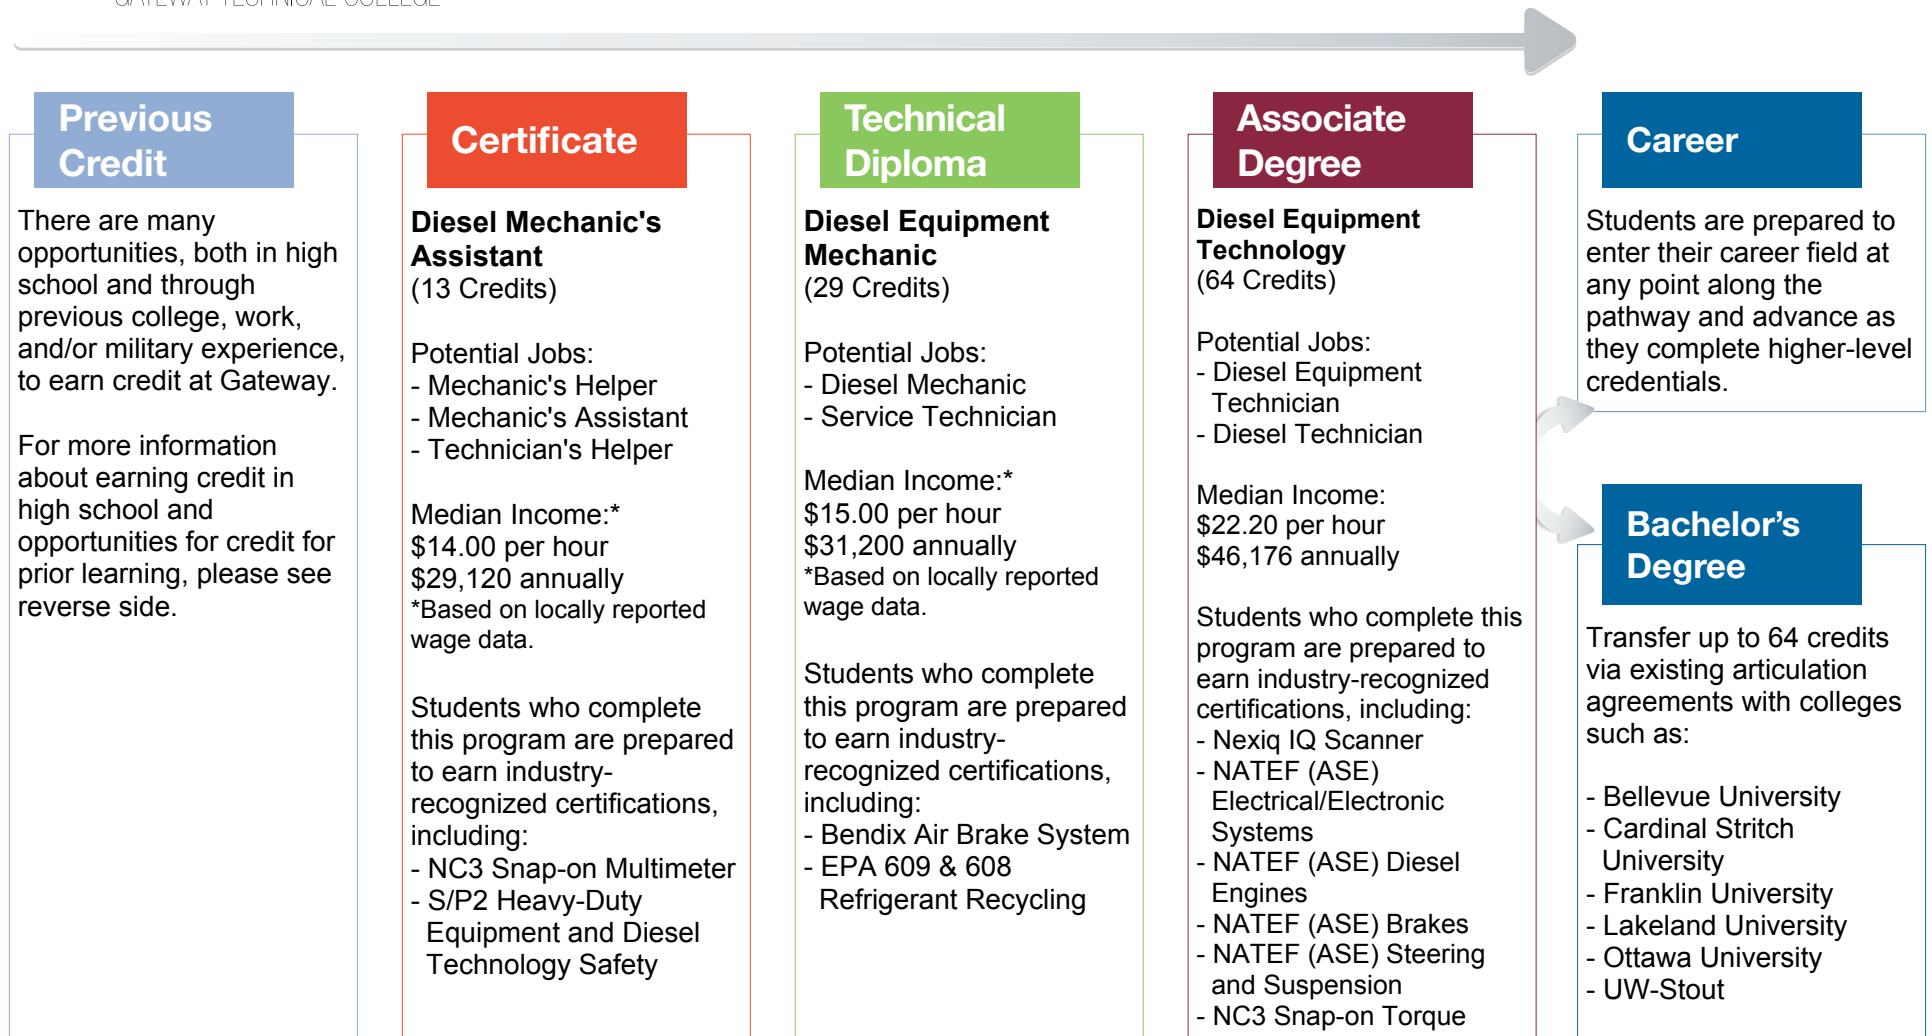 GATEWAY TECHNICAL COLLEGE
Previous
Credit
There are many
opportunities, both in high
school and through
previous college, work,
and/or military experience,
to earn credit at Gateway.
For more information
about earning credit in
high school and
opportunities for credit for
prior learning, please see
reverse side.
Certificate
Diesel Mechanic's
Assistant
(13 Credits)
Potential Jobs:
- Mechanic's Helper
- Mechanic's Assistant
- Technician's Helper
Median Income:*
$14.00 per hour
$29,120 annually
*Based on locally reported
wage data.
Students who complete
this program are prepared
to earn industry-
recognized certifications,
including:
- NC3 Snap-on Multimeter
- S/P2 Heavy-Duty
Equipment and Diesel
Technology Safety
Technical
Diploma
Diesel Equipment
Mechanic
(29 Credits)
Potential Jobs:
- Diesel Mechanic
- Service Technician
Median Income:*
$15.00 per hour
$31,200 annually
*Based on locally reported
wage data.
Students who complete
this program are prepared
to earn industry-
recognized certifications,
including:
- Bendix Air Brake System
- EPA 609 & 608
Refrigerant Recycling
Associate
Degree
Diesel Equipment
Technology
(64 Credits)
Potential Jobs:
- Diesel Equipment
Technician
- Diesel Technician
Median Income:
$22.20 per hour
$46,176 annually
Students who complete this
program are prepared to
earn industry-recognized
certifications, including:
- Nexiq IQ Scanner
- NATEF (ASE)
Electrical/Electronic
Systems
- NATEF (ASE) Diesel
Engines
- NATEF (ASE) Brakes
- NATEF (ASE) Steering
and Suspension
- NC3 Snap-on Torque
Career
Students are prepared to
enter their career field at
any point along the
pathway and advance as
they complete higher-level
credentials.
Bachelor’s
Degree
Transfer up to 64 credits
via existing articulation
agreements with colleges
such as:
- Bellevue University
- Cardinal Stritch
University
- Franklin University
- Lakeland University
- Ottawa University
- UW-Stout